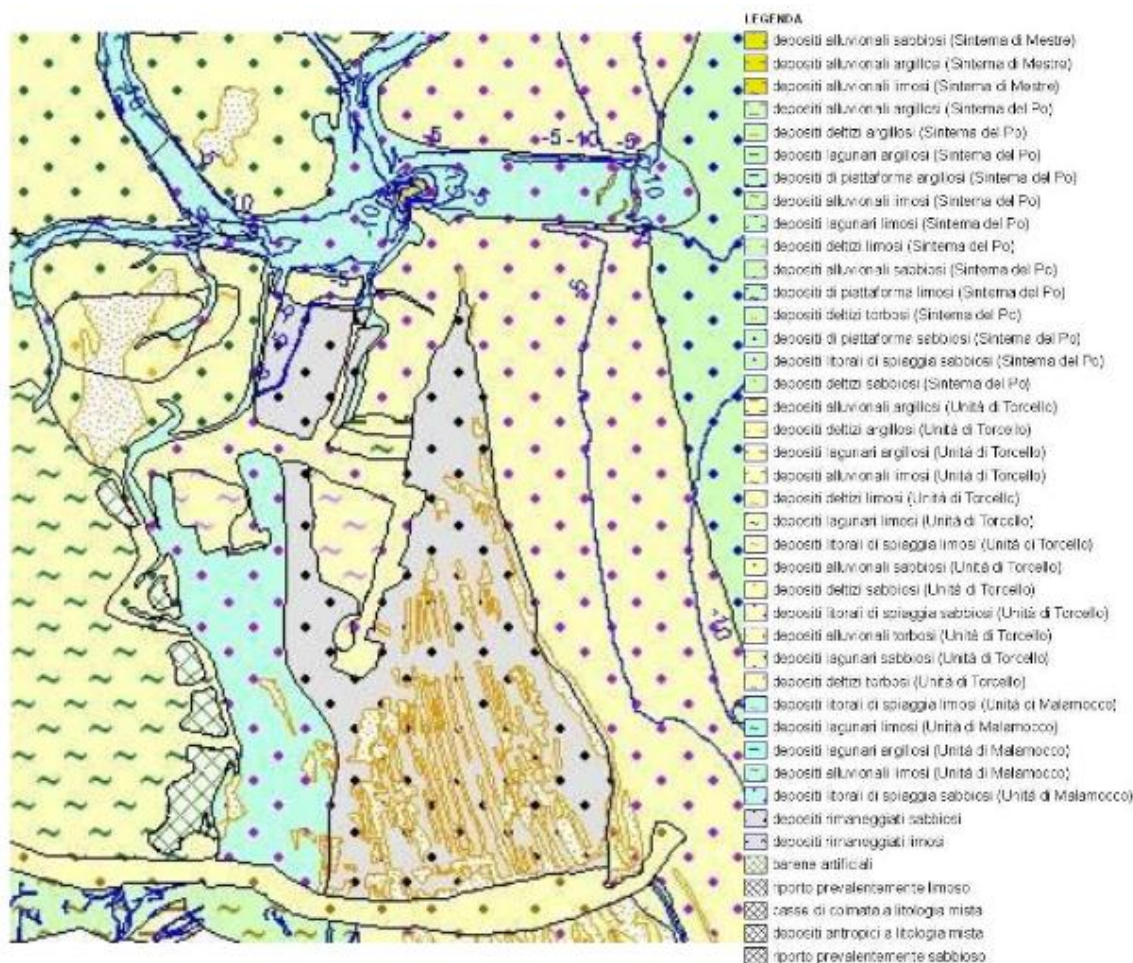 LEGENDA
depositi alluvionali sabbiosi (Sintema di Mestre)
depositi alluvionali argillosi (Sintema di Mestre)
depositi alluvionali limosi (Sintema di Mestre)
depositi alluvionali argillosi (Sintema del Po)
depositi deltizi argillosi (Sintema del Po)
depositi lagunari argillosi (Sintema del Po)
depositi di piattaforma argillosi (Sintema del Po)
depositi alluvionali limosi (Sintema del Po)
depositi lagunari limosi (Sintema del Po)
depositi deltizi limosi (Sintema del Po)
depositi alluvionali sabbiosi (Sintema del Po)
depositi di piattaforma limosi (Sintema del Po)
depositi deltizi torbosi (Sintema del Po)
depositi di piattaforma sabbiosi (Sintema del Po)
depositi litorali di spiaggia sabbiosi (Sintema del Po)
depositi deltizi sabbiosi (Sintema del Po)
depositi alluvionali argillosi (Unità di Torcello)
depositi deltizi argillosi (Unità di Torcello)
depositi lagunari argillosi (Unità di Torcello)
depositi alluvionali limosi (Unità di Torcello)
depositi deltizi limosi (Unità di Torcello)
depositi lagunari limosi (Unità di Torcello)
depositi litorali di spiaggia limosi (Unità di Torcello)
depositi alluvionali sabbiosi (Unità di Torcello)
depositi deltizi sabbiosi (Unità di Torcello)
depositi litorali di spiaggia sabbiosi (Unità di Torcello)
depositi alluvionali torbosi (Unità di Torcello)
depositi lagunari sabbiosi (Unità di Torcello)
depositi deltizi torbosi (Unità di Torcello)
depositi litorali di spiaggia limosi (Unità di Malamocco)
depositi lagunari limosi (Unità di Malamocco)
depositi lagunari argillosi (Unità di Malamocco)
depositi alluvionali limosi (Unità di Malamocco)
depositi litorali di spiaggia sabbiosi (Unità di Malamocco)
depositi rimaneggiati sabbiosi
depositi rimaneggiati limosi
barene artificiali
riporto prevalentemente limoso
casse di colmata a litologia mista
depositi antropici a litologia mista
riporto prevalentemente sabbioso
-5
-5
-10
-5
-10
-5
10
10
-5
-10